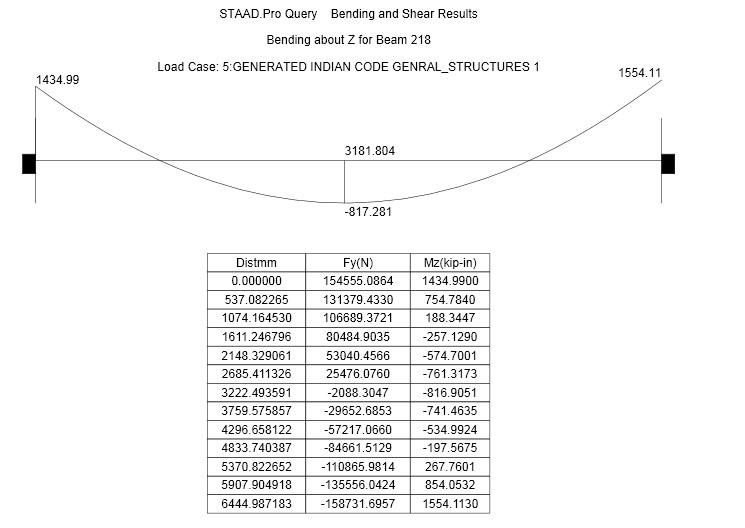 STAAD.Pro Query Bending and Shear Results
Bending about Z for Beam 218
Load Case: 5:GENERATED INDIAN CODE GENRAL_STRUCTURES 1
1434.99
1554.11
3181.804
-817.281
Distmm Fy(N) Mz(kip-in)
0.000000 154555.0864 1434.9900
537.082265 131379.4330 754.7840
1074.164530 106689.3721 188.3447
1611.246796 80484.9035 -257.1290
2148.329061 53040.4566 -574.7001
2685.411326 25476.0760 -761.3173
3222.493591 -2088.3047 -816.9051
3759.575857 -29652.6853 -741.4635
4296.658122 -57217.0660 -534.9924
4833.740387 -84661.5129 -197.5675
5370.822652 -110865.9814 267.7601
5907.904918 -135556.0424 854.0532
6444.987183 -158731.6957 1554.1130